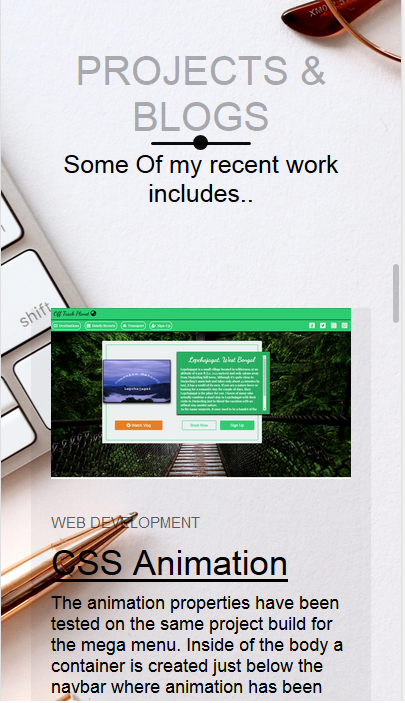 PROJECTS &
BLOGS
Some Of my recent work
includes..
shift
Off Track Planet
Destinations Hotels Resorts Transport Sign Up
Lepchajagat, West Bengal
Lepchajagat
Watch Vlog Book Now Sign Up
WEB DEVELOPMENT
CSS Animation
The animation properties have been
tested on the same project build for
the mega menu. Inside of the body a
container is created just below the
navbar where animation has been